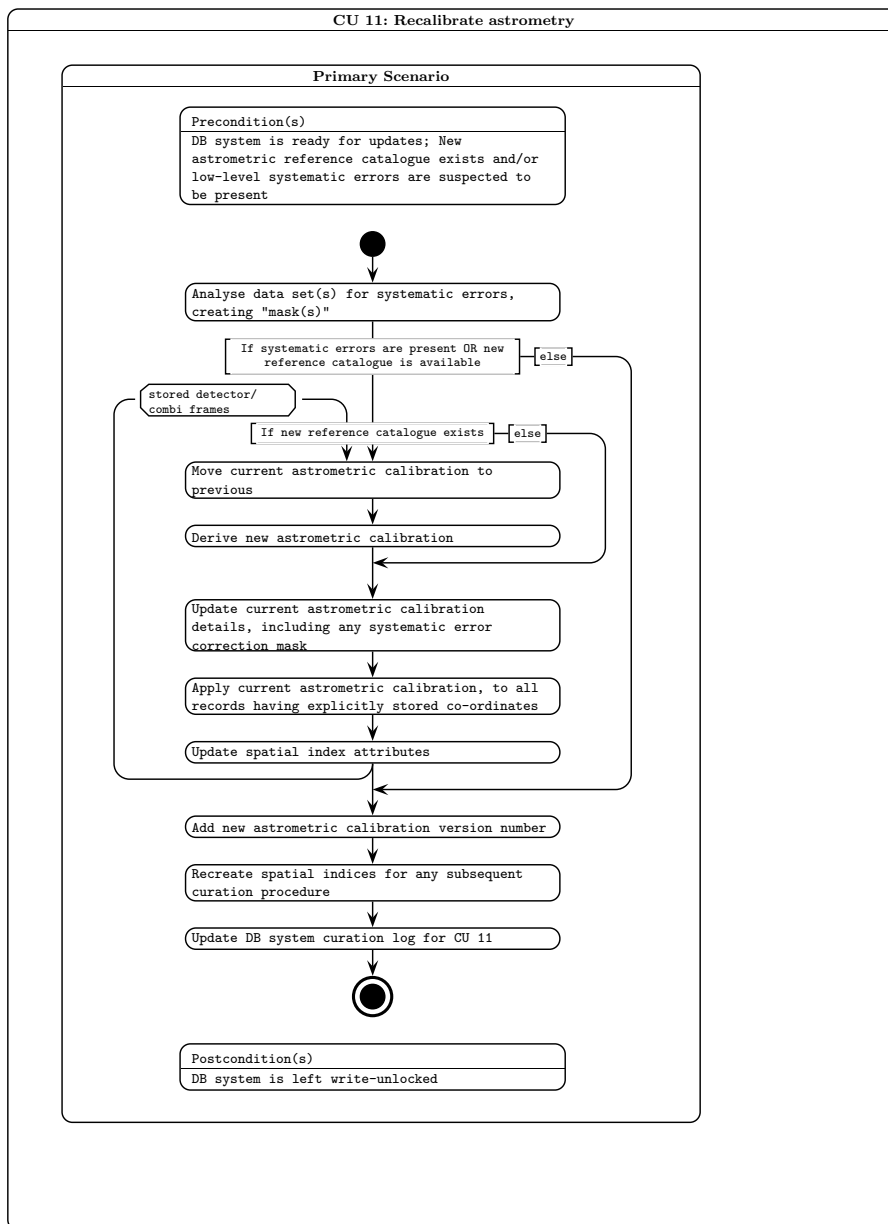 CU 11: Recalibrate astrometry
Primary Scenario
Precondition(s)
DB system is ready for updates; New
astrometric reference catalogue exists and/or
low-level systematic errors are suspected to
be present
Analyse data set(s) for systematic errors,
creating "mask(s)"
If systematic errors are present OR new
reference catalogue is available
else
stored detector/
combi frames
If new reference catalogue exists
else
Move current astrometric calibration to
previous
Derive new astrometric calibration
Update current astrometric calibration
details, including any systematic error
correction mask
Apply current astrometric calibration, to all
records having explicitly stored co-ordinates
Update spatial index attributes
Add new astrometric calibration version number
Recreate spatial indices for any subsequent
curation procedure
Update DB system curation log for CU 11
Postcondition(s)
DB system is left write-unlocked